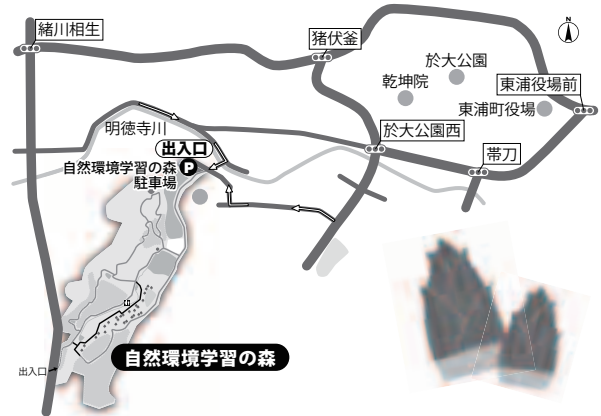 N
緒川相生
猪伏釜
於大公園
乾坤院
東浦役場前
東浦町役場
明徳寺川
於大公園西
出入口
帯刀
自然環境学習の森
駐車場
P
自然環境学習の森
出入口